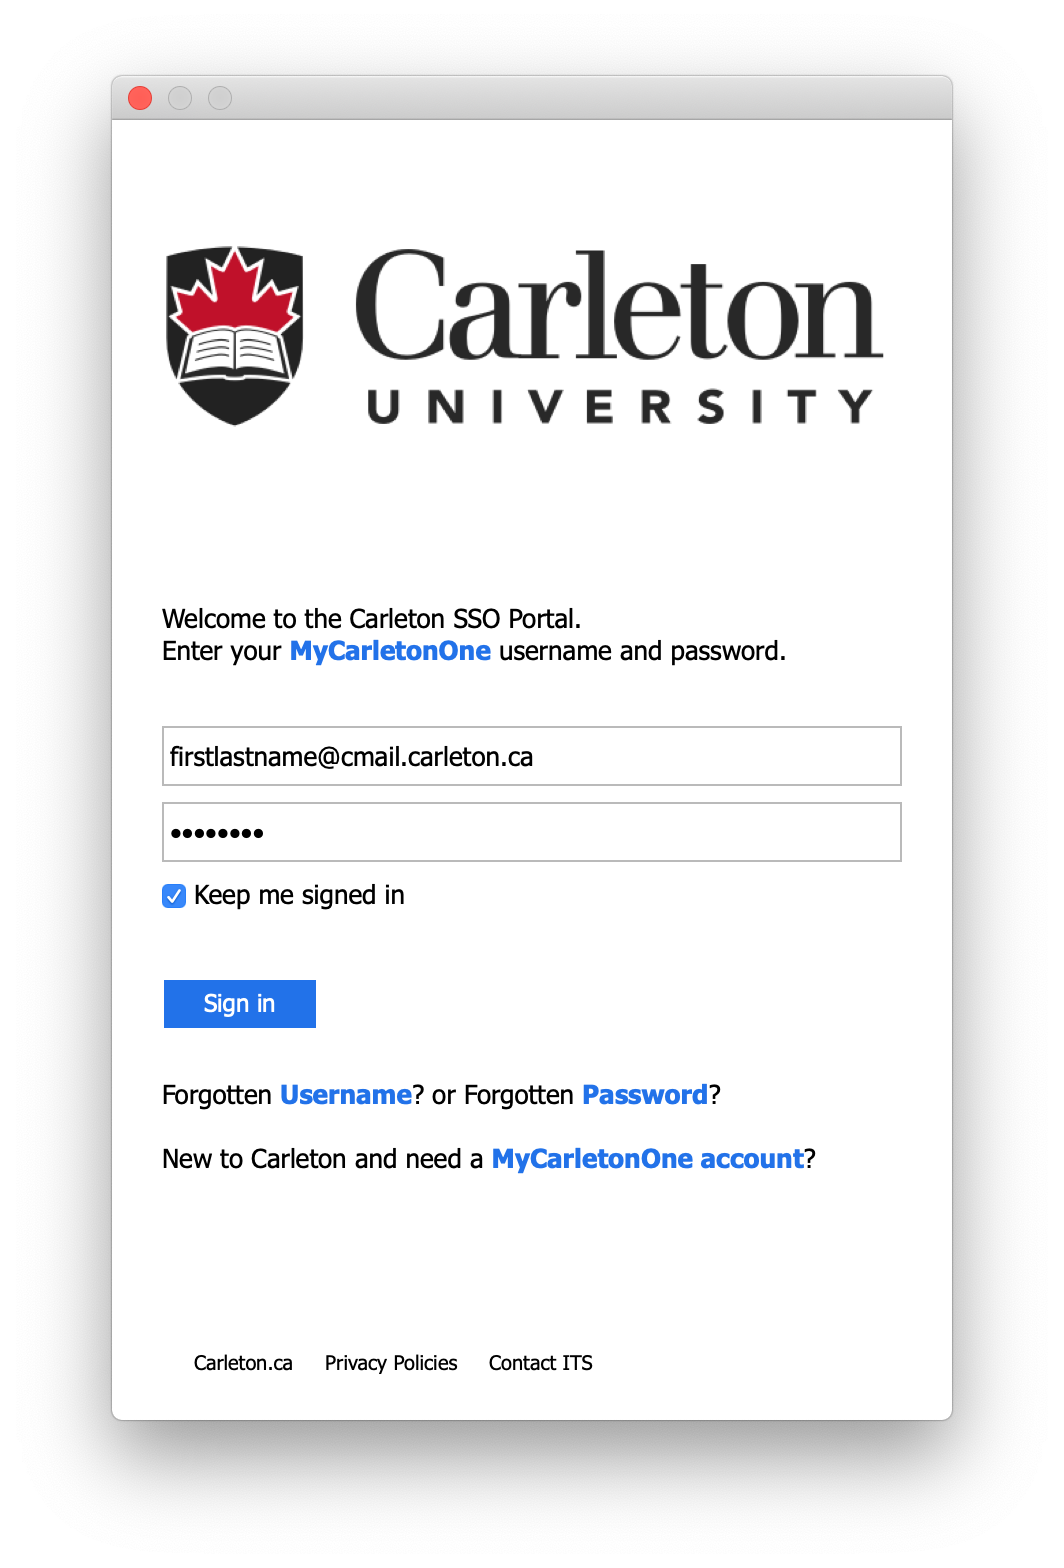 Carleton
UNIVERSITY
Welcome to the Carleton SSO Portal.
Enter your MyCarletonOne username and password.
firstlastname@cmail.carleton.ca
••••••••
Keep me signed in
Sign in
Forgotten Username? or Forgotten Password?
New to Carleton and need a MyCarletonOne account?
Carleton.ca Privacy Policies Contact ITS